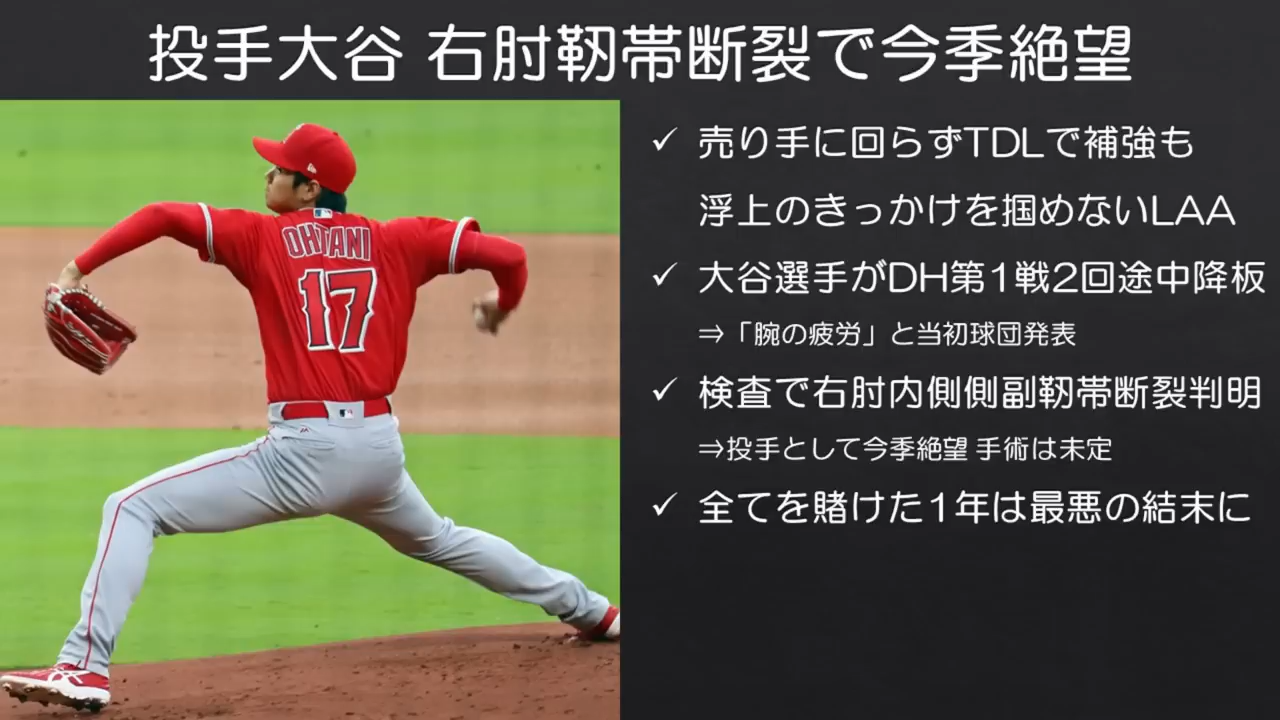 投手大谷 右肘靭帯断裂で今季絶望
✓ 売り手に回らずTDLで補強も
浮上のきっかけを掴めないLAA
✓ 大谷選手がDH第1戦2回途中降板
⇒「腕の疲労」と当初球団発表
✓ 検査で右肘内側側副靭帯断裂判明
⇒投手として今季絶望 手術は未定
✓ 全てを賭けた1年は最悪の結末に
OHTANI
17